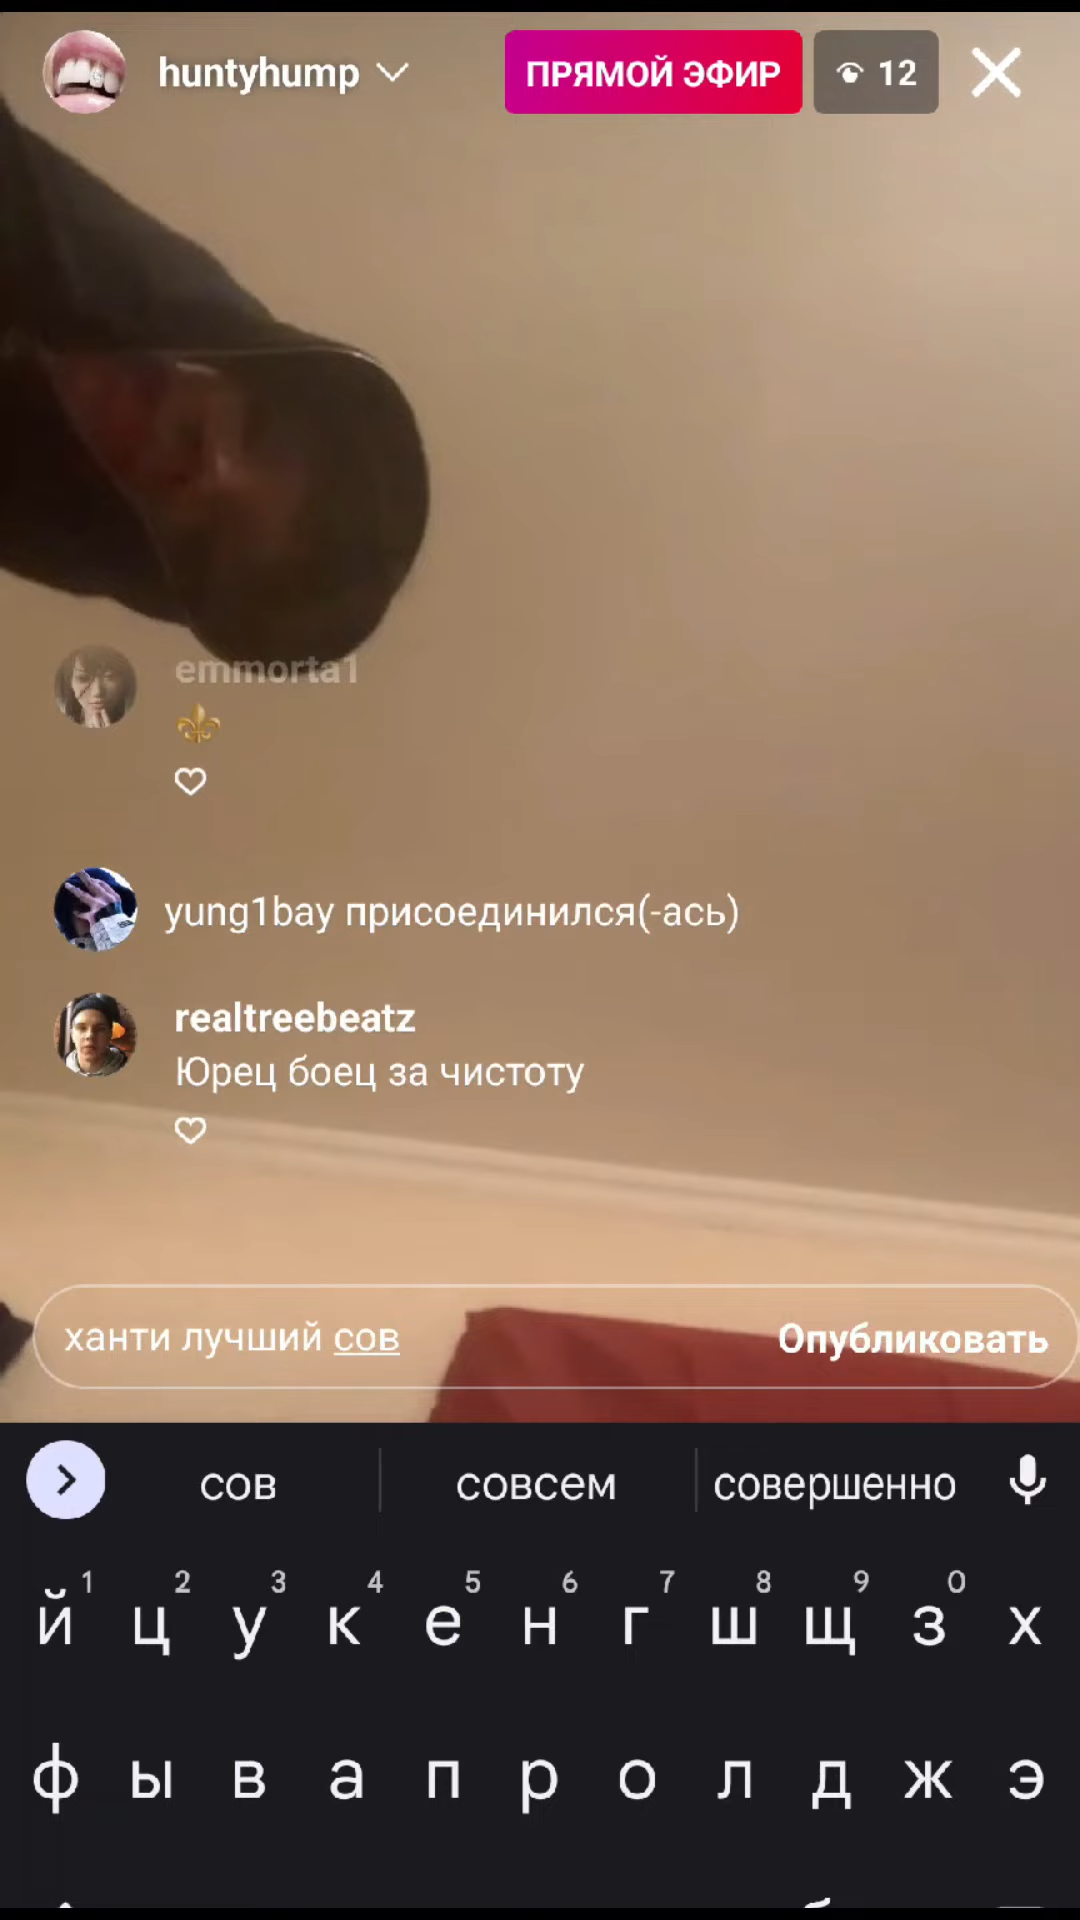 huntyhump
ПРЯМОЙ ЭФИР
12
emmorta1
⚜️
yung1bay присоединился(-ась)
realtreebeatz
Юрец боец за чистоту
ханти лучший сов
Опубликовать
сов совсем совершенно
1 2 3 4 5 6 7 8 9 0
й ц у к е н г ш щ з х
ф ы в а п р о л д ж э